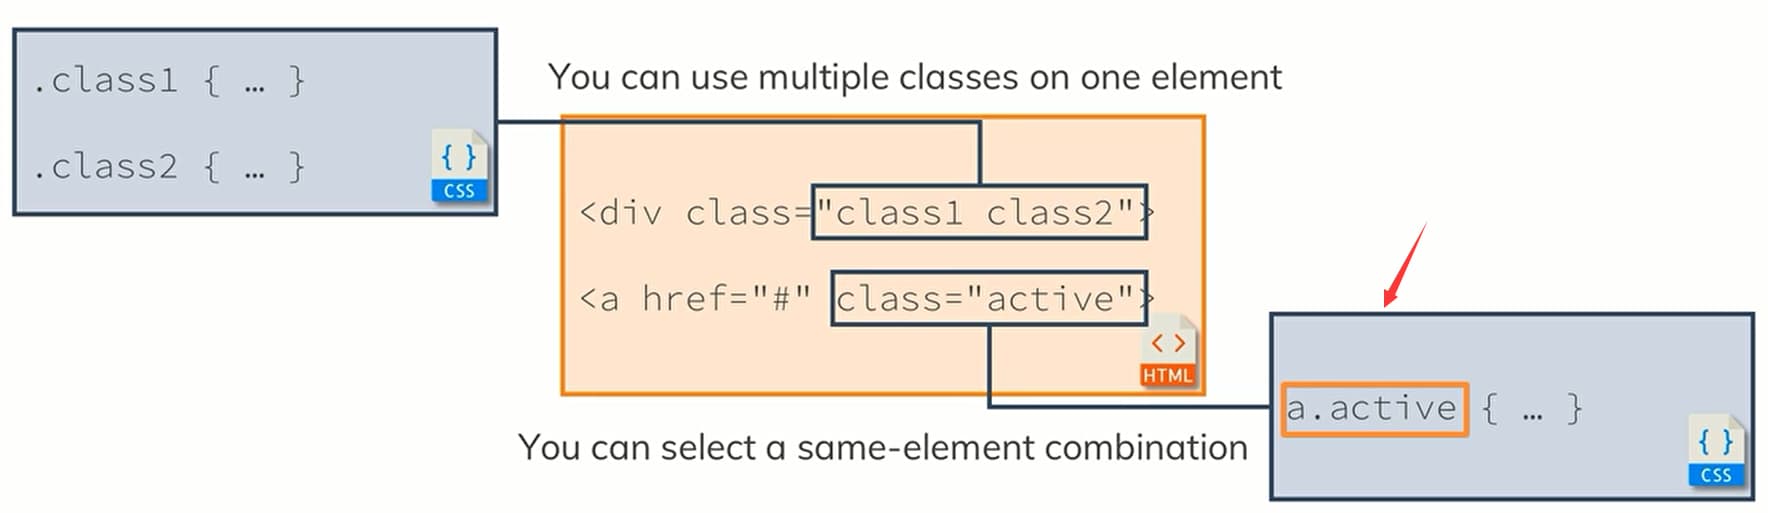 .class1 { … }
.class2 { … }
{ }
CSS
You can use multiple classes on one element
<div class="class1 class2">
<a href="#" class="active">
< >
HTML
You can select a same-element combination
a.active { … }
{ }
CSS